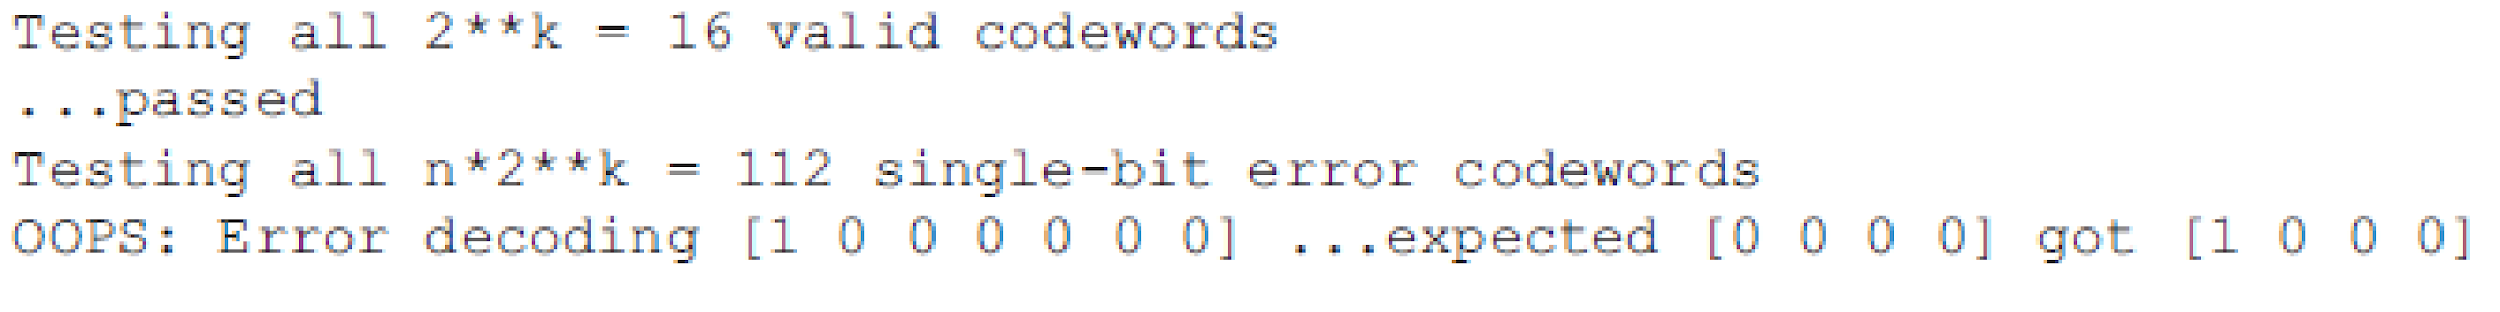 Testing all 2**k = 16 valid codewords
...passed
Testing all n*2**k = 112 single-bit error codewords
OOPS: Error decoding [1 0 0 0 0 0 0] ...expected [0 0 0 0] got [1 0 0 0]